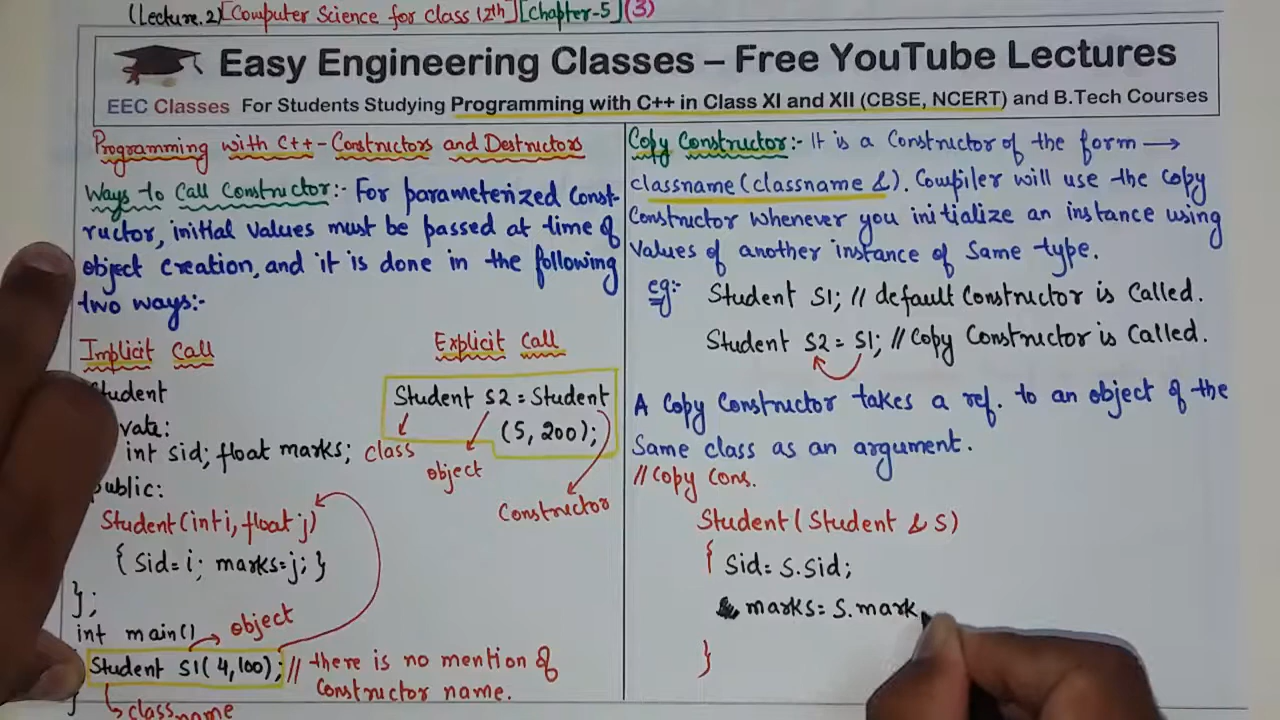 (Lecture.2) [Computer Science for Class 12th] [Chapter-5] (3)
Easy Engineering Classes – Free YouTube Lectures
EEC Classes For Students Studying Programming with C++ in Class XI and XII (CBSE, NCERT) and B.Tech Courses
Programming with C++ - Constructors and Destructors
Ways to Call Constructor:- For parameterized Const-
ructor, initial values must be passed at time of
object creation, and it is done in the following
two ways:-
Implicit Call
Student
vate:
int sid; float marks;
public:
Student(int i, float j)
{ Sid=i; marks=j; }
};
int main()
object
Student S1(4,100); // there is no mention of
Constructor name.
}
classname
Explicit Call
Student S2 = Student
(5, 200);
class
object
Constructor
Copy Constructor:- It is a Constructor of the form →
classname(classname &). Compiler will use the copy
Constructor whenever you initialize an instance using
values of another instance of Same type.
eg:- Student S1; // default Constructor is Called.
Student S2 = S1; // Copy Constructor is Called.
A Copy Constructor takes a ref. to an object of the
Same class as an argument.
// Copy Cons.
Student( Student & S)
{ Sid= S.Sid;
marks= S.mark
}